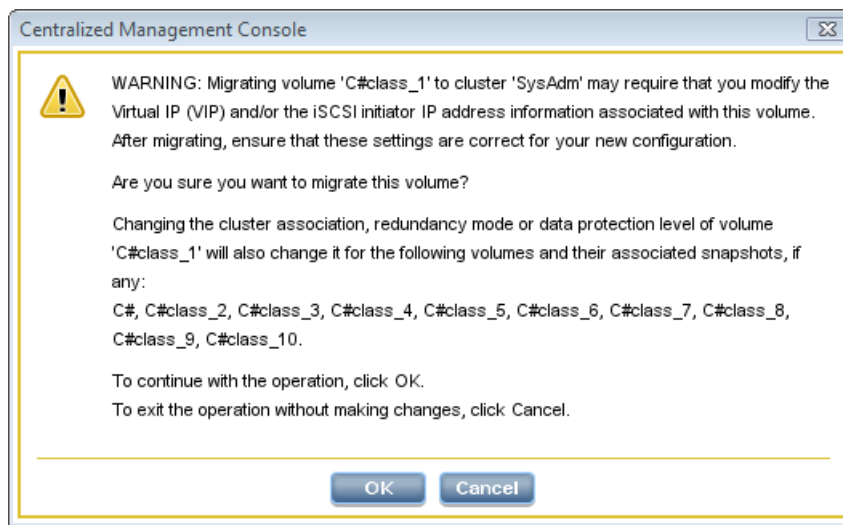 Centralized Management Console
WARNING: Migrating volume 'C#class_1' to cluster 'SysAdm' may require that you modify the
Virtual IP (VIP) and/or the iSCSI initiator IP address information associated with this volume.
After migrating, ensure that these settings are correct for your new configuration.
Are you sure you want to migrate this volume?
Changing the cluster association, redundancy mode or data protection level of volume
'C#class_1' will also change it for the following volumes and their associated snapshots, if
any:
C#, C#class_2, C#class_3, C#class_4, C#class_5, C#class_6, C#class_7, C#class_8,
C#class_9, C#class_10.
To continue with the operation, click OK.
To exit the operation without making changes, click Cancel.
OK Cancel